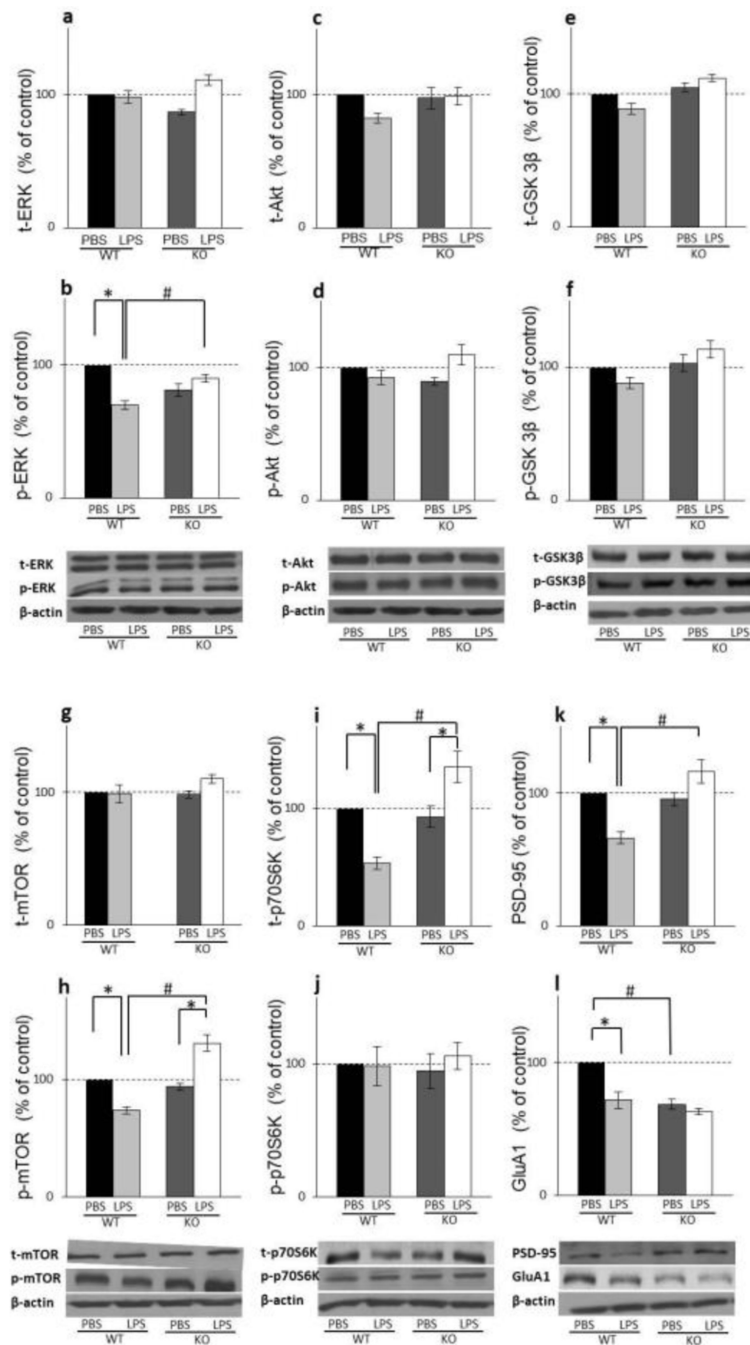 a
t-ERK (% of control)
100
0
PBS LPS
WT
PBS LPS
KO
c
t-Akt (% of control)
100
0
PBS LPS
WT
PBS LPS
KO
e
t-GSK 3β (% of control)
100
0
PBS LPS
WT
PBS LPS
KO
b
p-ERK (% of control)
* #
100
0
PBS LPS
WT
PBS LPS
KO
d
p-Akt (% of control)
100
0
PBS LPS
WT
PBS LPS
KO
f
p-GSK 3β (% of control)
100
0
PBS LPS
WT
PBS LPS
KO
t-ERK
p-ERK
β-actin
PBS LPS PBS LPS
WT KO
t-Akt
p-Akt
β-actin
PBS LPS PBS LPS
WT KO
t-GSK3β
p-GSK3β
β-actin
PBS LPS PBS LPS
WT KO
g
t-mTOR (% of control)
100
0
PBS LPS
WT
PBS LPS
KO
i
t-p70S6K (% of control)
#
* *
100
0
PBS LPS
WT
PBS LPS
KO
k
PSD-95 (% of control)
* #
100
0
PBS LPS
WT
PBS LPS
KO
h
p-mTOR (% of control)
#
* *
100
0
PBS LPS
WT
PBS LPS
KO
j
p-p70S6K (% of control)
100
0
PBS LPS
WT
PBS LPS
KO
l
GluA1 (% of control)
#
*
100
0
PBS LPS
WT
PBS LPS
KO
t-mTOR
p-mTOR
β-actin
PBS LPS PBS LPS
WT KO
t-p70S6K
p-p70S6K
β-actin
PBS LPS PBS LPS
WT KO
PSD-95
GluA1
β-actin
PBS LPS PBS LPS
WT KO